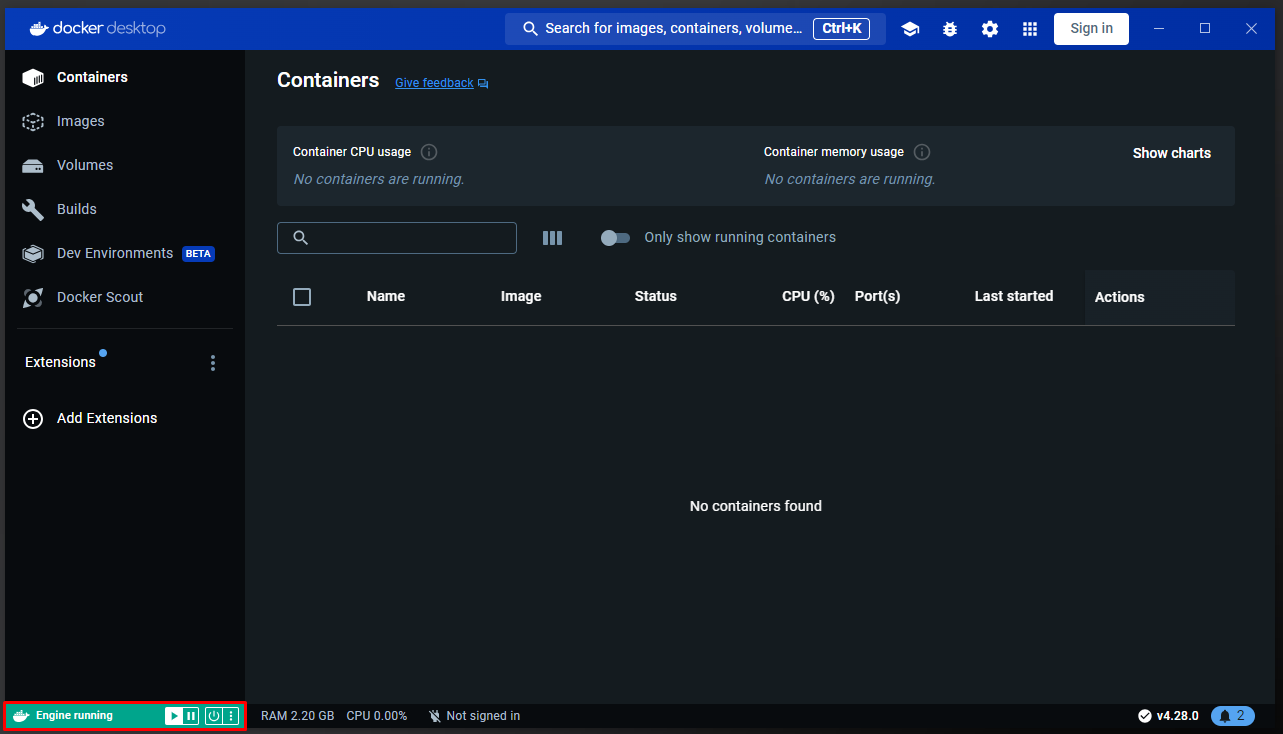 docker desktop
Search for images, containers, volume... Ctrl+K
Sign in
Containers
Images
Volumes
Builds
Dev Environments BETA
Docker Scout
Extensions
Add Extensions
Containers Give feedback
Container CPU usage
No containers are running.
Container memory usage
No containers are running.
Show charts
Only show running containers
Name Image Status CPU (%) Port(s) Last started Actions
No containers found
Engine running
RAM 2.20 GB CPU 0.00% Not signed in
v4.28.0 2